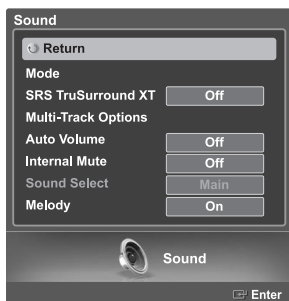 Sound
Return
Mode
SRS TruSurround XT Off
Multi-Track Options
Auto Volume Off
Internal Mute Off
Sound Select Main
Melody On
Sound
Enter